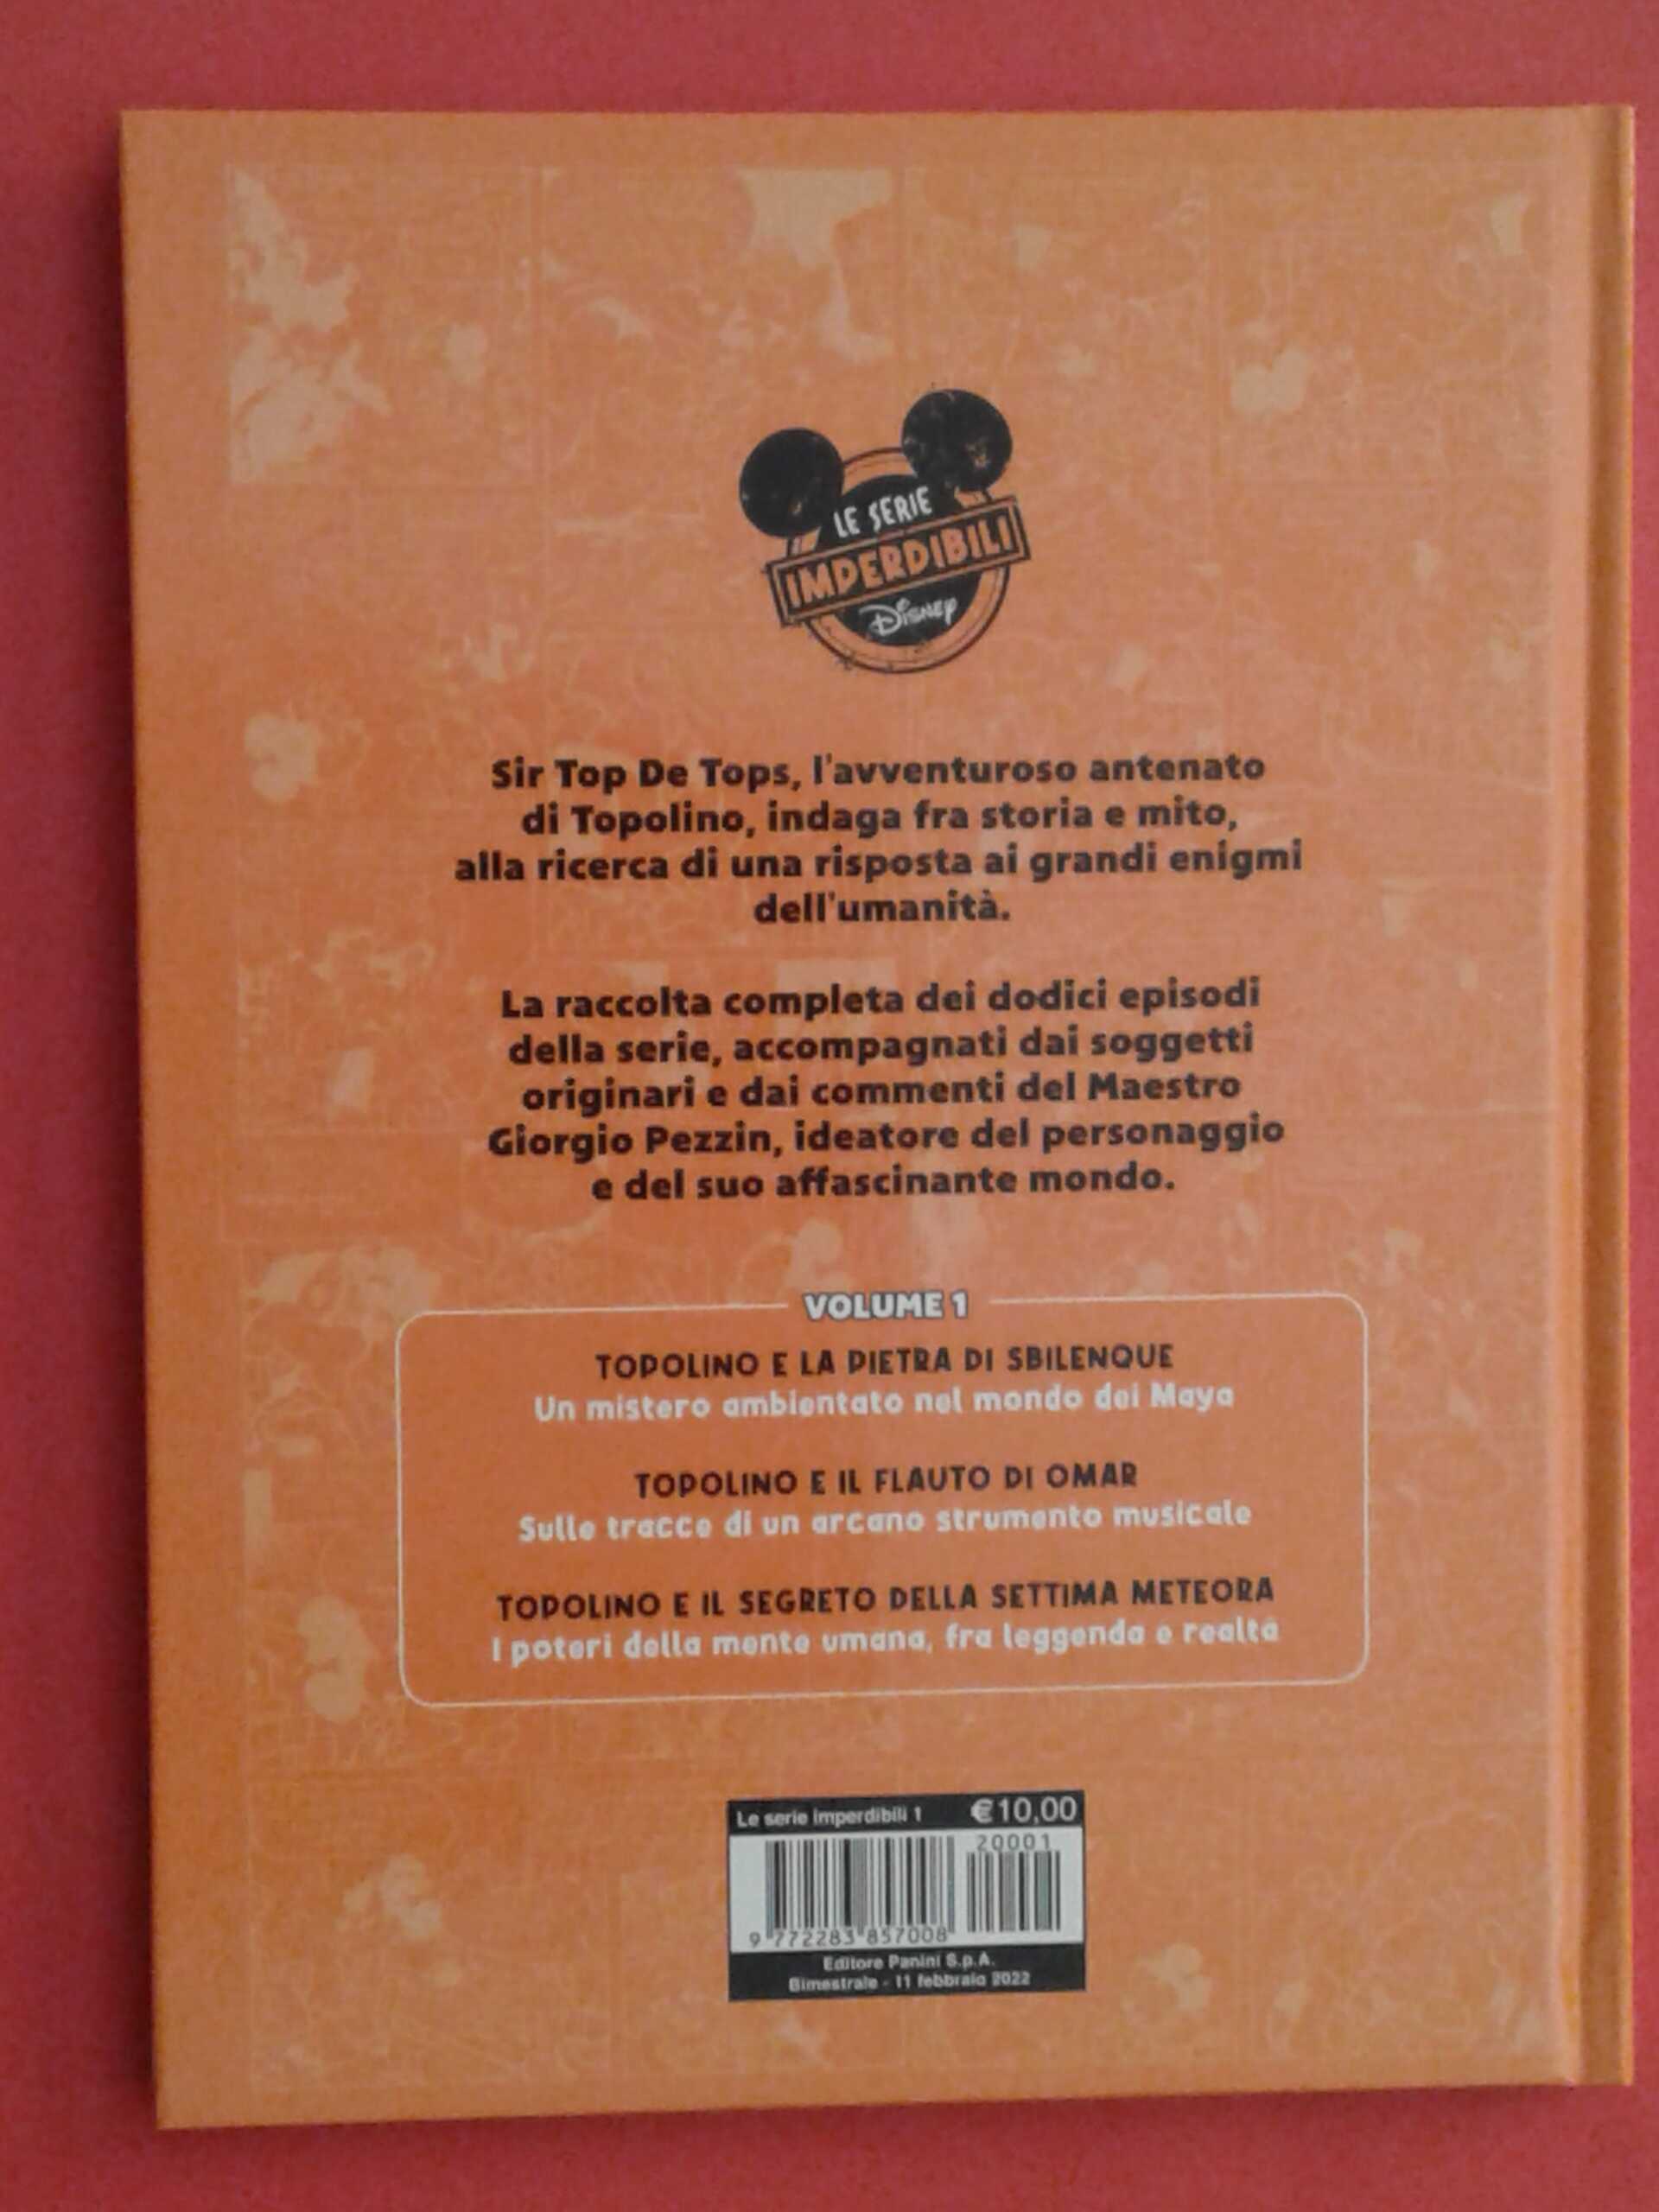 LE SERIE
IMPERDIBILI
Disney
Sir Top De Tops, l'avventuroso antenato
di Topolino, indaga fra storia e mito,
alla ricerca di una risposta ai grandi enigmi
dell'umanità.
La raccolta completa dei dodici episodi
della serie, accompagnati dai soggetti
originari e dai commenti del Maestro
Giorgio Pezzin, ideatore del personaggio
e del suo affascinante mondo.
VOLUME 1
TOPOLINO E LA PIETRA DI SBILENQUE
Un mistero ambientato nel mondo dei Maya
TOPOLINO E IL FLAUTO DI OMAR
Sulle tracce di un arcano strumento musicale
TOPOLINO E IL SEGRETO DELLA SETTIMA METEORA
I poteri della mente umana, fra leggenda e realtà
Le serie imperdibili 1 €10,00
20001
9 772283 857008
Editore Panini S.p.A.
Bimestrale - 11 febbraio 2022